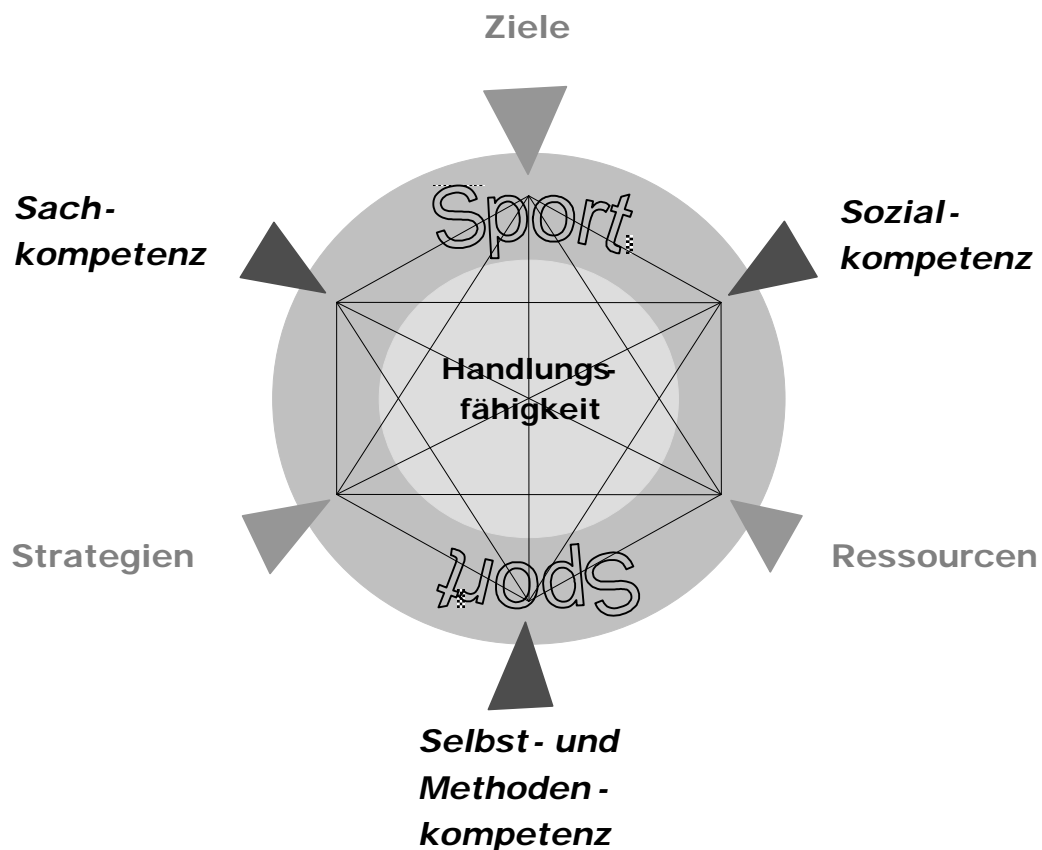 Ziele
Sport
Sach-
kompetenz
Sozial-
kompetenz
Handlungs-
fähigkeit
Strategien
Ressourcen
Sport
Selbst- und
Methoden-
kompetenz